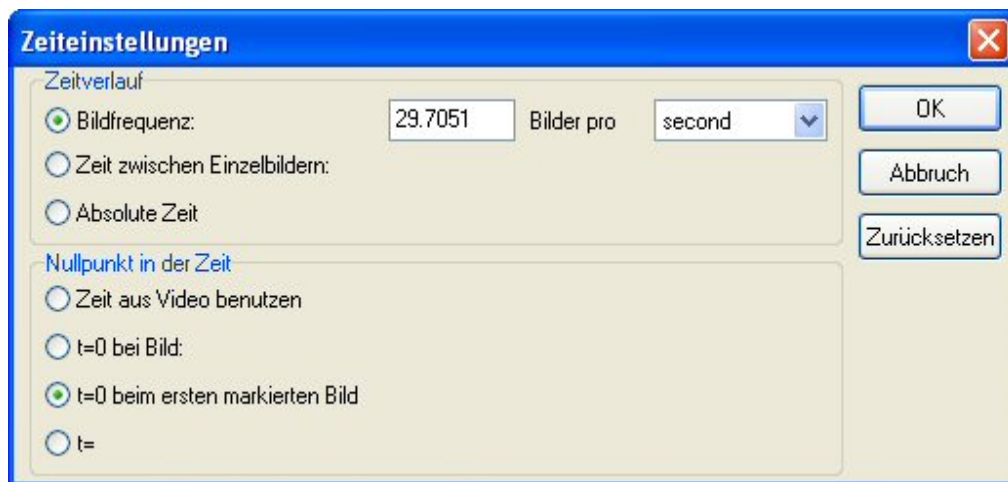 Zeiteinstellungen
Zeitverlauf
Bildfrequenz: 29.7051 Bilder pro second
Zeit zwischen Einzelbildern:
Absolute Zeit
OK
Abbruch
Zurücksetzen
Nullpunkt in der Zeit
Zeit aus Video benutzen
t=0 bei Bild:
t=0 beim ersten markierten Bild
t=